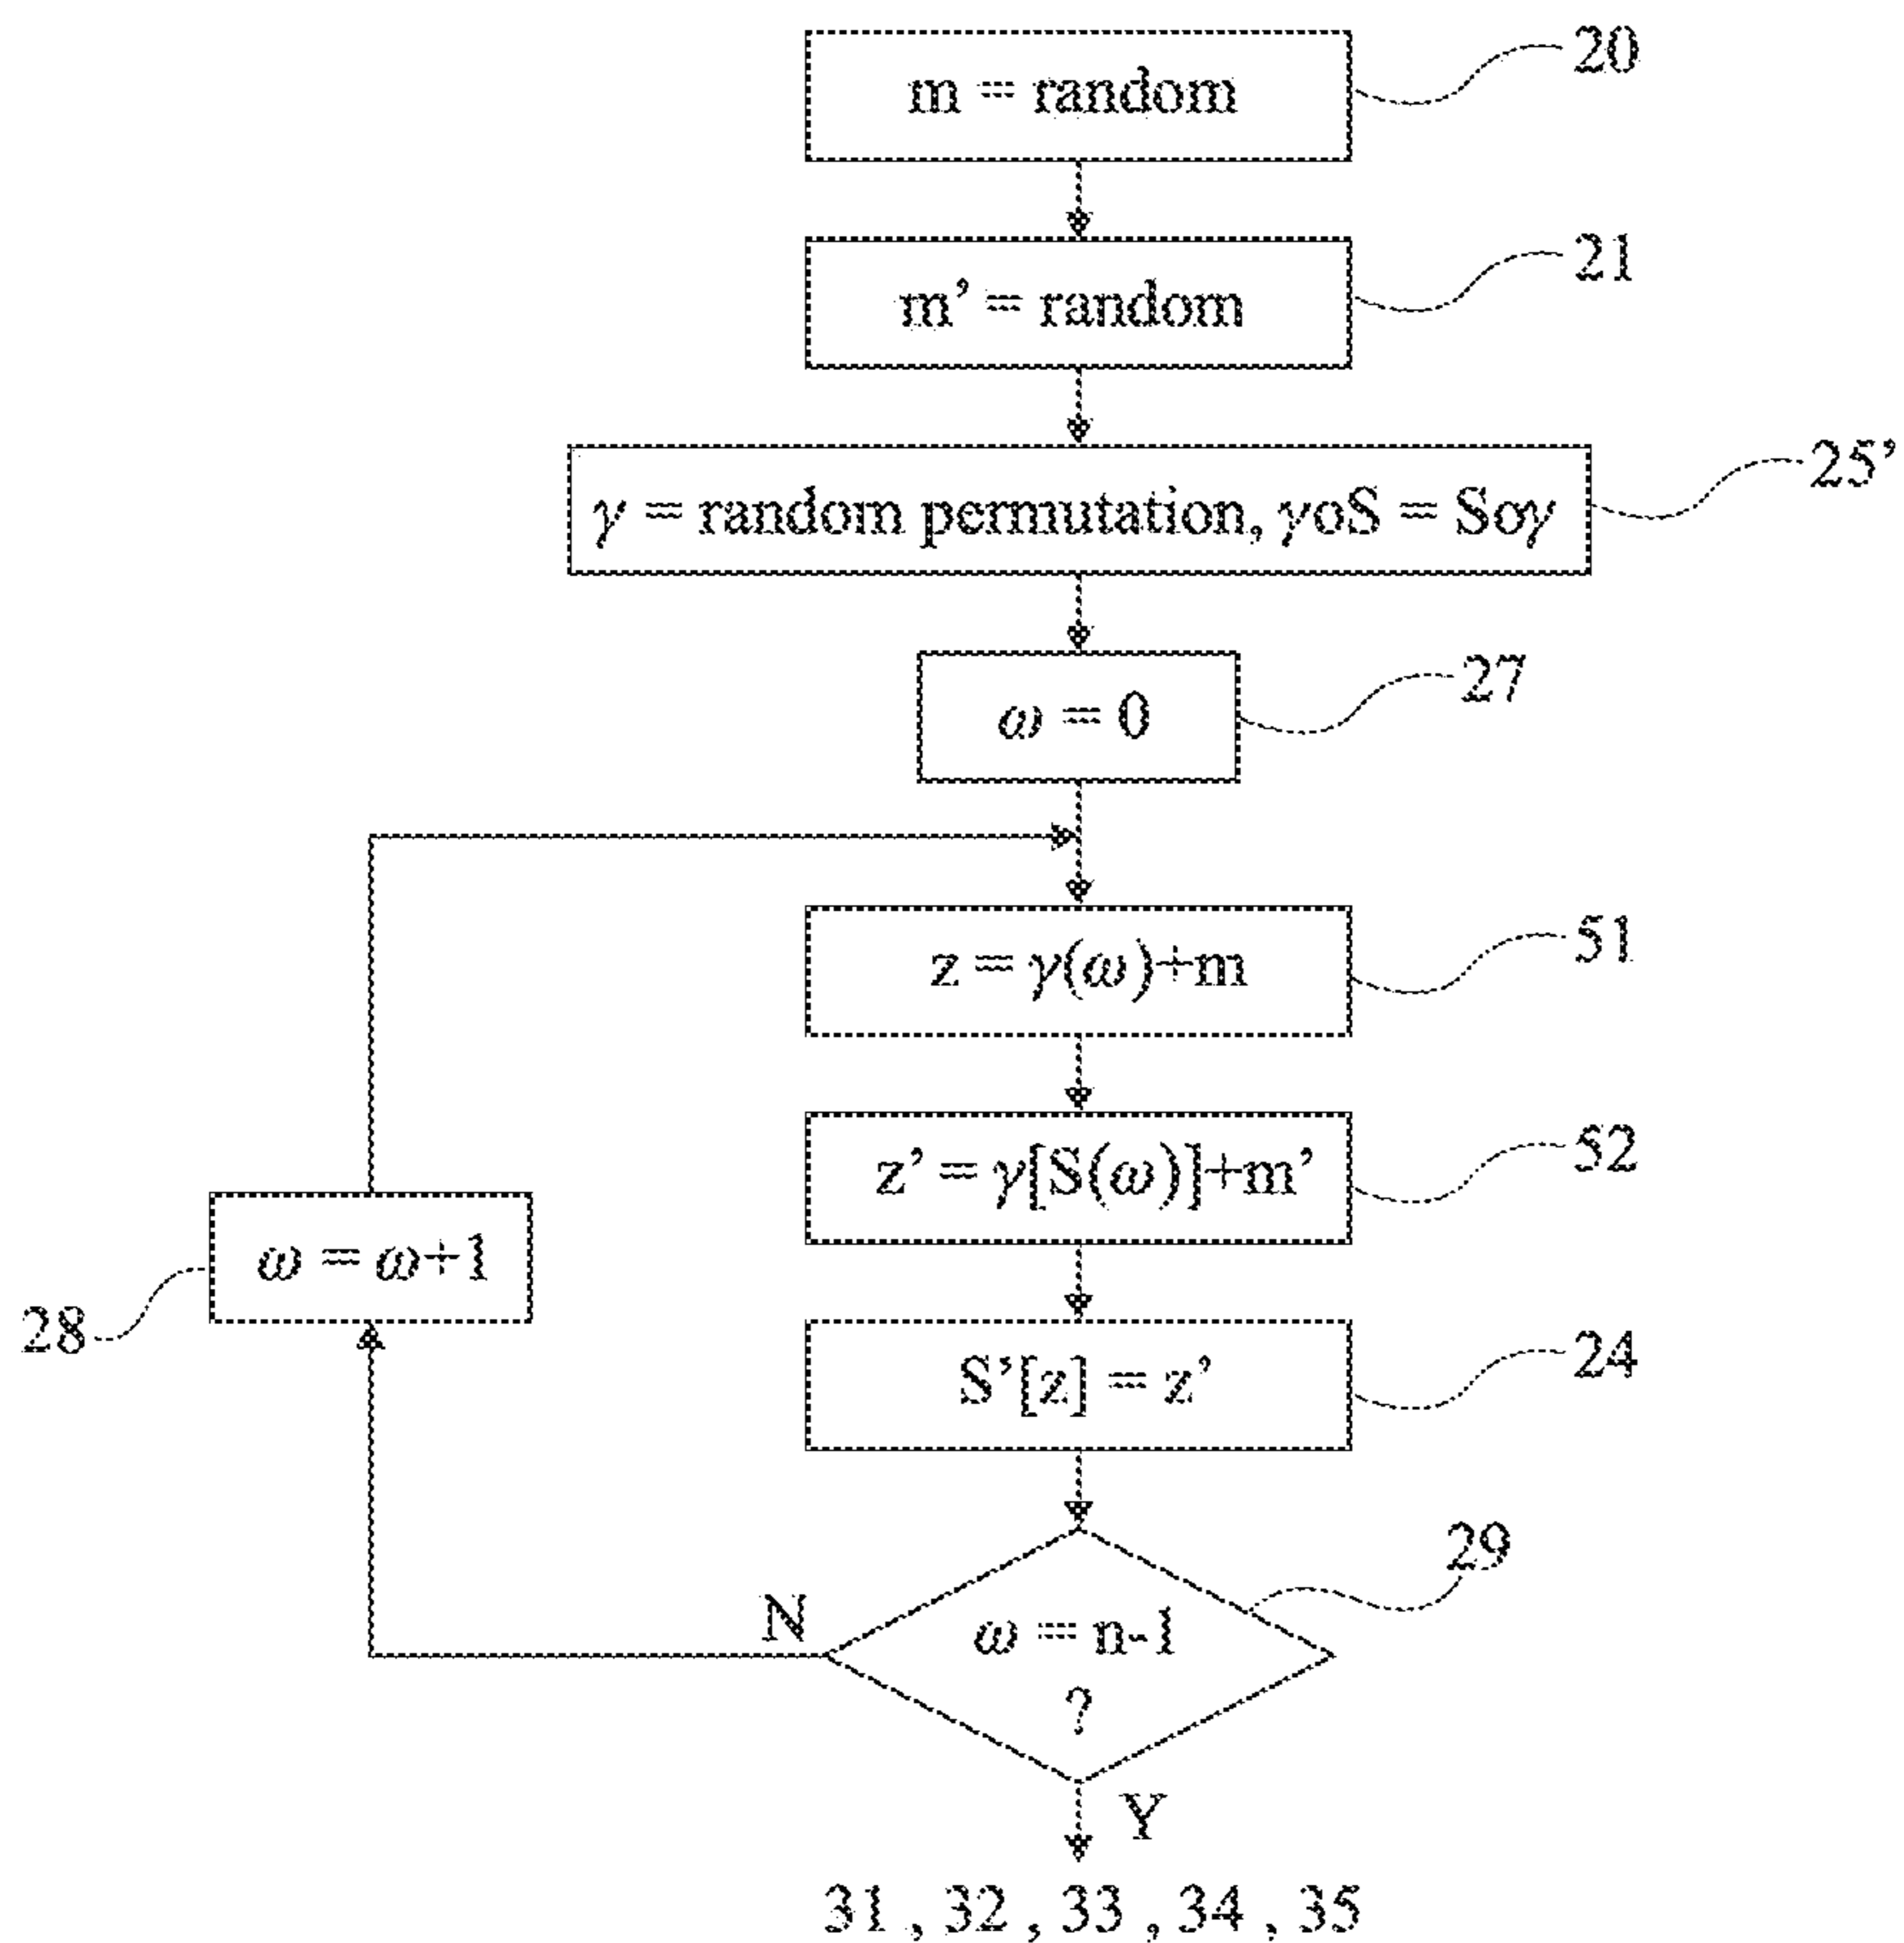 m = random
20
m' = random
21
γ = random permutation, γoS = Soγ
25'
ω = 0
27
z = γ(ω)+m
51
z' = γ[S(ω)]+m'
52
ω = ω+1
28
S'[z] = z'
24
29
N
ω = n-1
?
Y
31 , 32 , 33 , 34 , 35